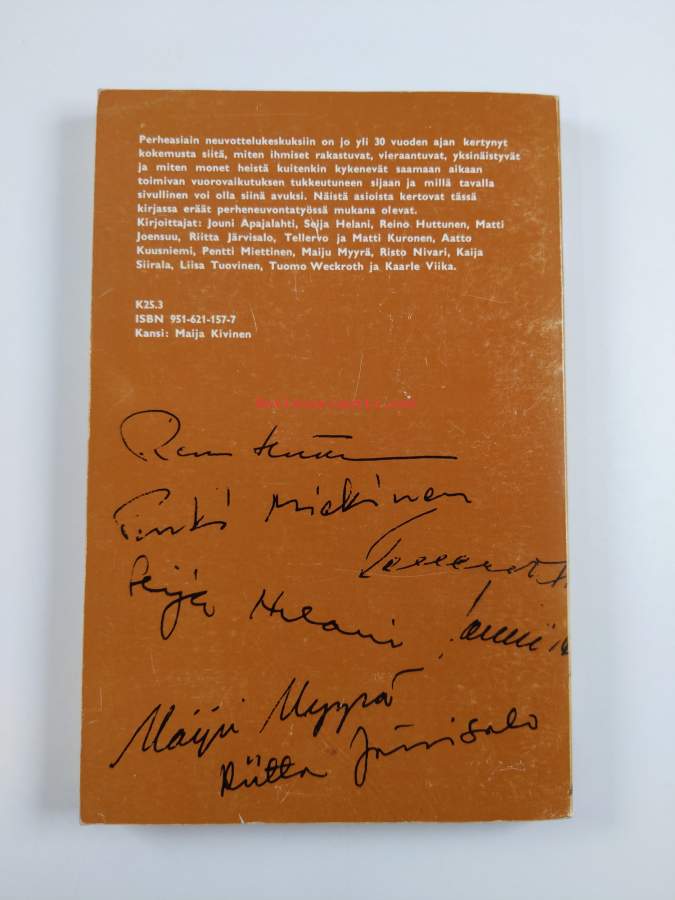 Perheasiain neuvottelukeskuksiin on jo yli 30 vuoden ajan kertynyt
kokemusta siitä, miten ihmiset rakastuvat, vieraantuvat, yksinäistyvät
ja miten monet heistä kuitenkin kykenevät saamaan aikaan
toimivan vuorovaikutuksen tukkeutuneen sijaan ja millä tavalla
sivullinen voi olla siinä avuksi. Näistä asioista kertovat tässä
kirjassa eräät perheneuvontatyössä mukana olevat.
Kirjoittajat: Jouni Apajalahti, Seija Helani, Reino Huttunen, Matti
Joensuu, Riitta Järvisalo, Tellervo ja Matti Kuronen, Aatto
Kuusniemi, Pentti Miettinen, Maiju Myyrä, Risto Nivari, Kaija
Siirala, Liisa Tuovinen, Tuomo Weckroth ja Kaarle Viika.
K25.3
ISBN 951-621-157-7
Kansi: Maija Kivinen
Seija Helani
Maiju Myyrä
Riitta Järvisalo